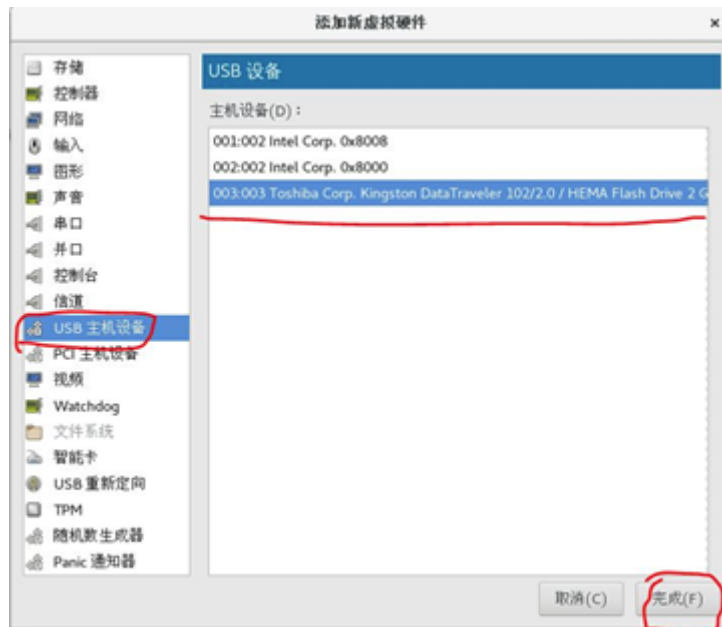 添加新虚拟硬件
×
存储
控制器
网络
输入
图形
声音
串口
并口
控制台
信道
USB 主机设备
PCI 主机设备
视频
Watchdog
文件系统
智能卡
USB 重新定向
TPM
随机数生成器
Panic 通知器
USB 设备
主机设备(D)：
001:002 Intel Corp. 0x8008
002:002 Intel Corp. 0x8000
003:003 Toshiba Corp. Kingston DataTraveler 102/2.0 / HEMA Flash Drive 2 G
取消(C)
完成(F)